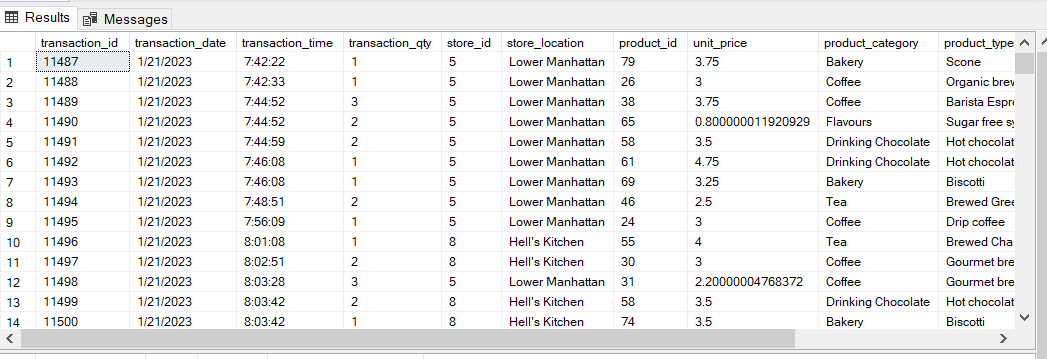 Results Messages
transaction_id transaction_date transaction_time transaction_qty store_id store_location product_id unit_price product_category product_type
1 11487 1/21/2023 7:42:22 1 5 Lower Manhattan 79 3.75 Bakery Scone
2 11488 1/21/2023 7:42:33 1 5 Lower Manhattan 26 3 Coffee Organic brew
3 11489 1/21/2023 7:44:52 3 5 Lower Manhattan 38 3.75 Coffee Barista Espr
4 11490 1/21/2023 7:44:52 2 5 Lower Manhattan 65 0.800000011920929 Flavours Sugar free sy
5 11491 1/21/2023 7:44:59 2 5 Lower Manhattan 58 3.5 Drinking Chocolate Hot chocolat
6 11492 1/21/2023 7:46:08 1 5 Lower Manhattan 61 4.75 Drinking Chocolate Hot chocolat
7 11493 1/21/2023 7:46:08 1 5 Lower Manhattan 69 3.25 Bakery Biscotti
8 11494 1/21/2023 7:48:51 2 5 Lower Manhattan 46 2.5 Tea Brewed Gree
9 11495 1/21/2023 7:56:09 1 5 Lower Manhattan 24 3 Coffee Drip coffee
10 11496 1/21/2023 8:01:08 1 8 Hell's Kitchen 55 4 Tea Brewed Cha
11 11497 1/21/2023 8:02:51 2 8 Hell's Kitchen 30 3 Coffee Gourmet bre
12 11498 1/21/2023 8:03:28 3 5 Lower Manhattan 31 2.20000004768372 Coffee Gourmet bre
13 11499 1/21/2023 8:03:42 2 8 Hell's Kitchen 58 3.5 Drinking Chocolate Hot chocolat
14 11500 1/21/2023 8:03:42 1 8 Hell's Kitchen 74 3.5 Bakery Biscotti